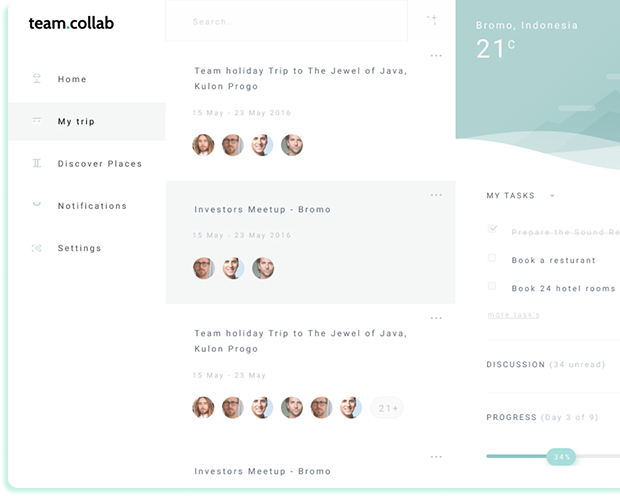 team.collab
Home
My trip
Discover Places
Notifications
Settings
Search..
Team holiday Trip to The Jewel of Java,
Kulon Progo
15 May - 23 May 2016
Investors Meetup - Bromo
15 May - 23 May 2016
Team holiday Trip to The Jewel of Java,
Kulon Progo
15 May - 23 May
21+
Investors Meetup - Bromo
Bromo, Indonesia
21 C
MY TASKS
Prepare the Sound Re
Book a resturant
Book 24 hotel rooms
more task's
DISCUSSION (34 unread)
PROGRESS (Day 3 of 9)
34%